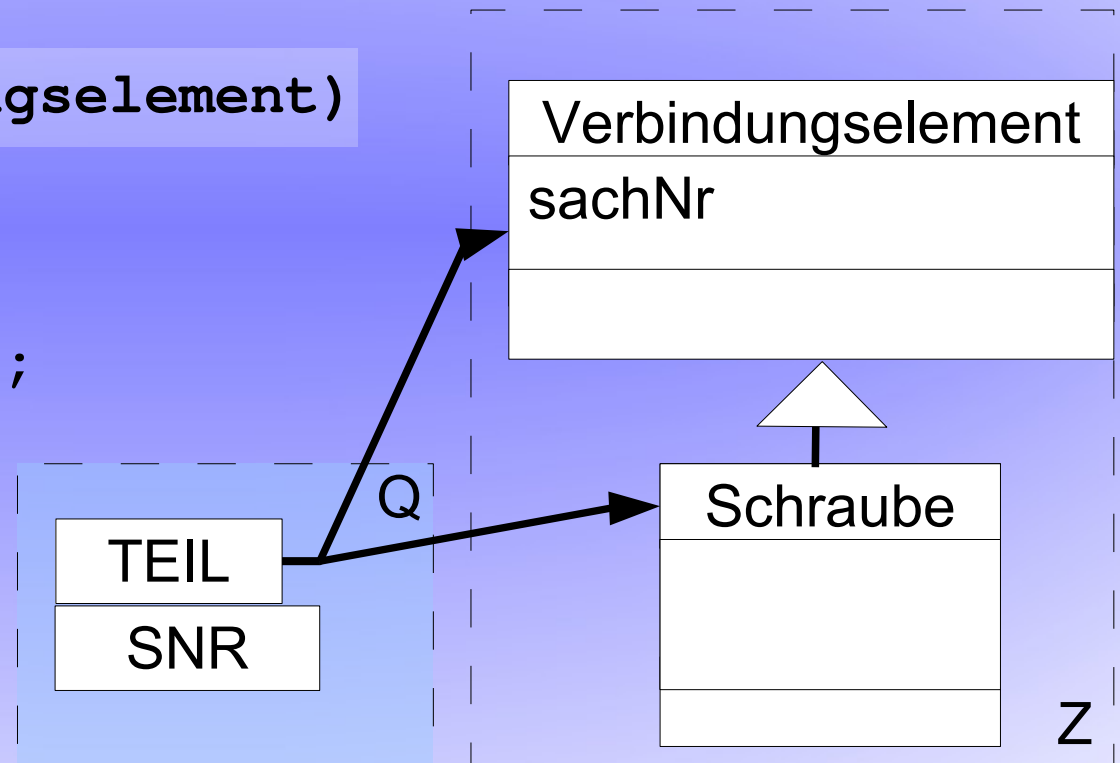 gselement)
;
Verbindungselement
sachNr
Q
TEIL
SNR
Schraube
Z